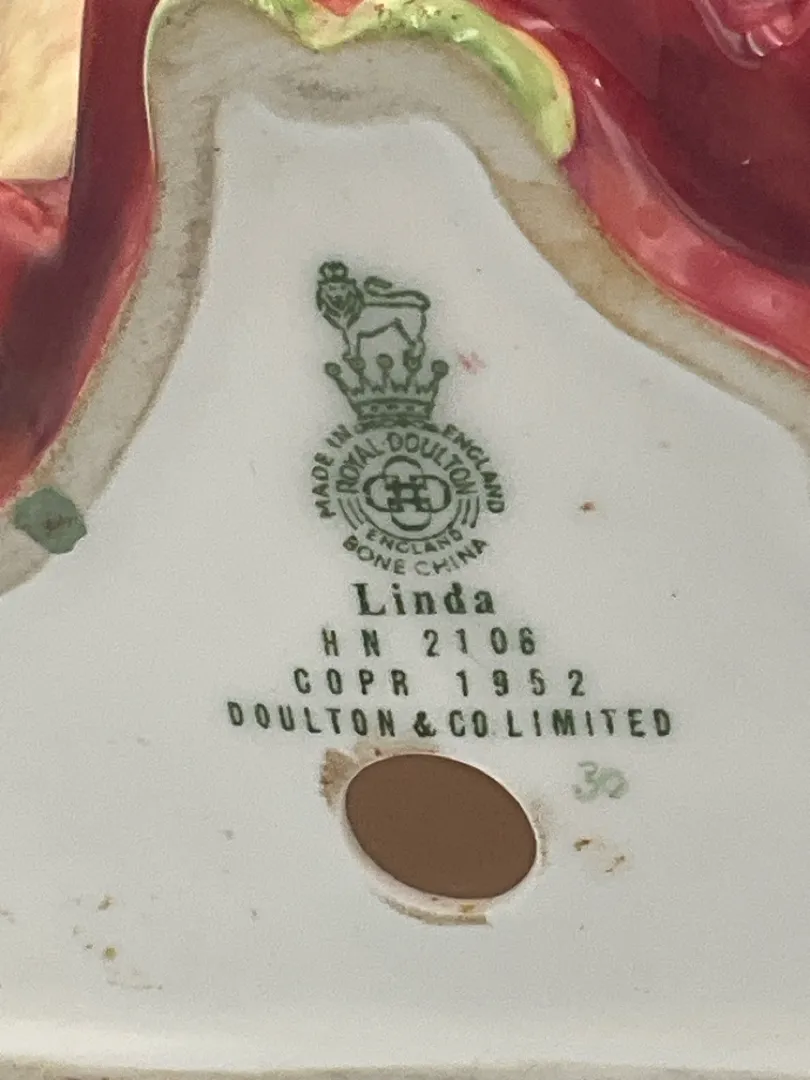 MADE IN ENGLAND
ROYAL·DOULTON
ENGLAND
BONE CHINA
Linda
HN 2106
COPR 1952
DOULTON & CO. LIMITED
30